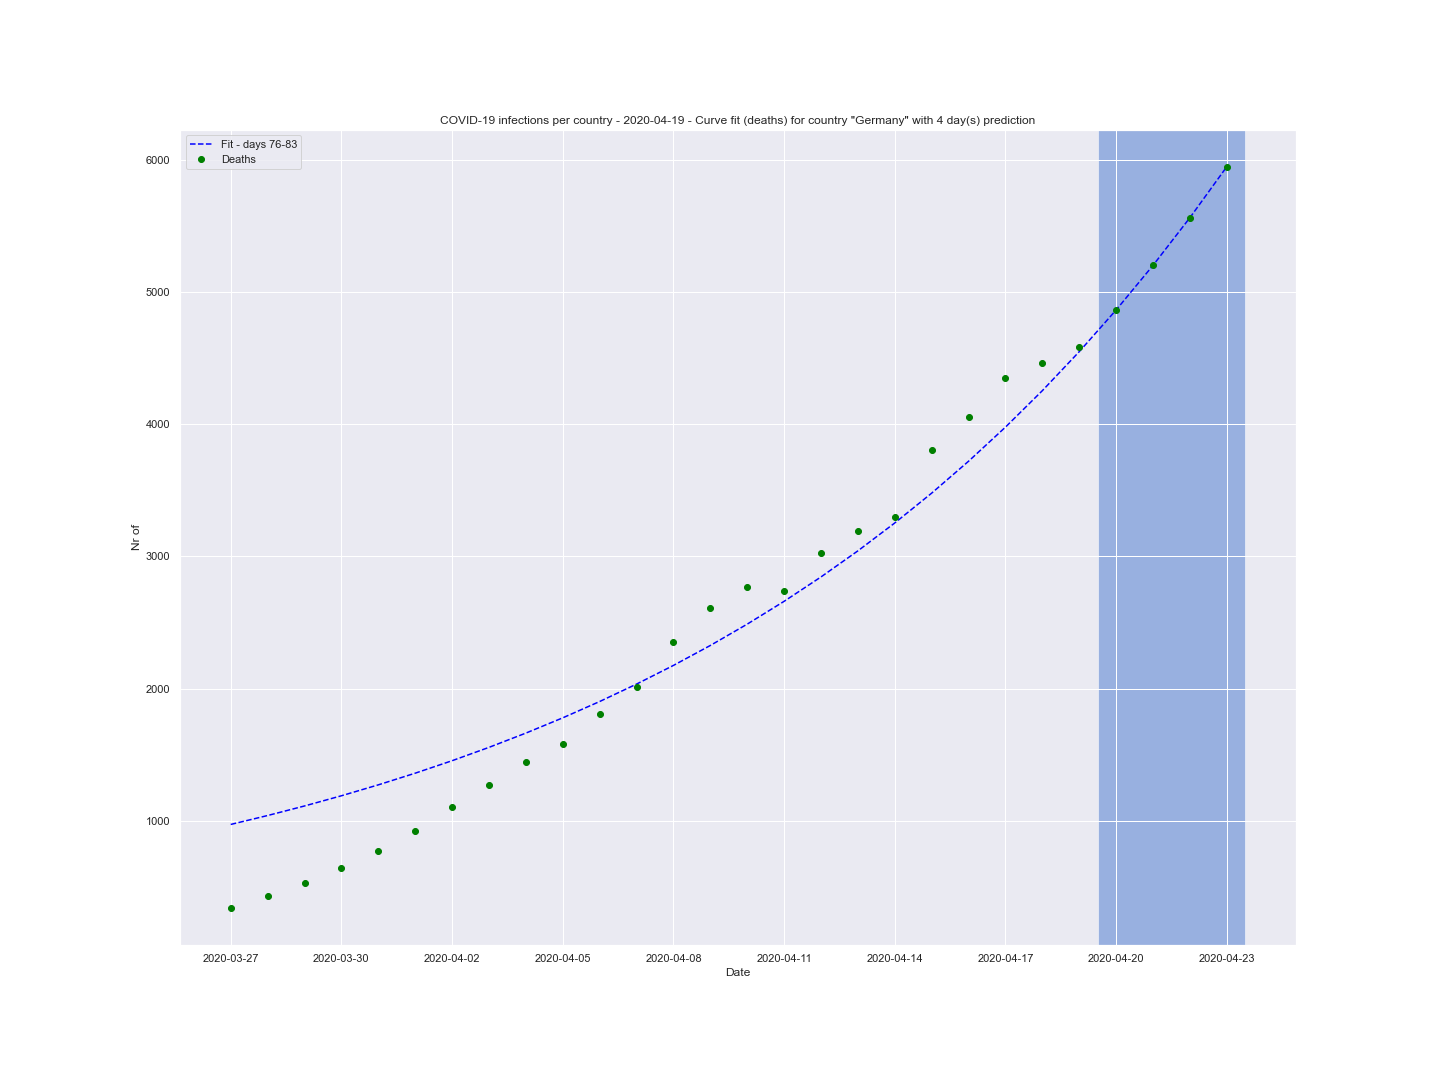 COVID-19 infections per country - 2020-04-19 - Curve fit (deaths) for country "Germany" with 4 day(s) prediction
Fit - days 76-83
Deaths
6000
5000
4000
3000
2000
1000
Nr of
2020-03-27 2020-03-30 2020-04-02 2020-04-05 2020-04-08 2020-04-11 2020-04-14 2020-04-17 2020-04-20 2020-04-23
Date